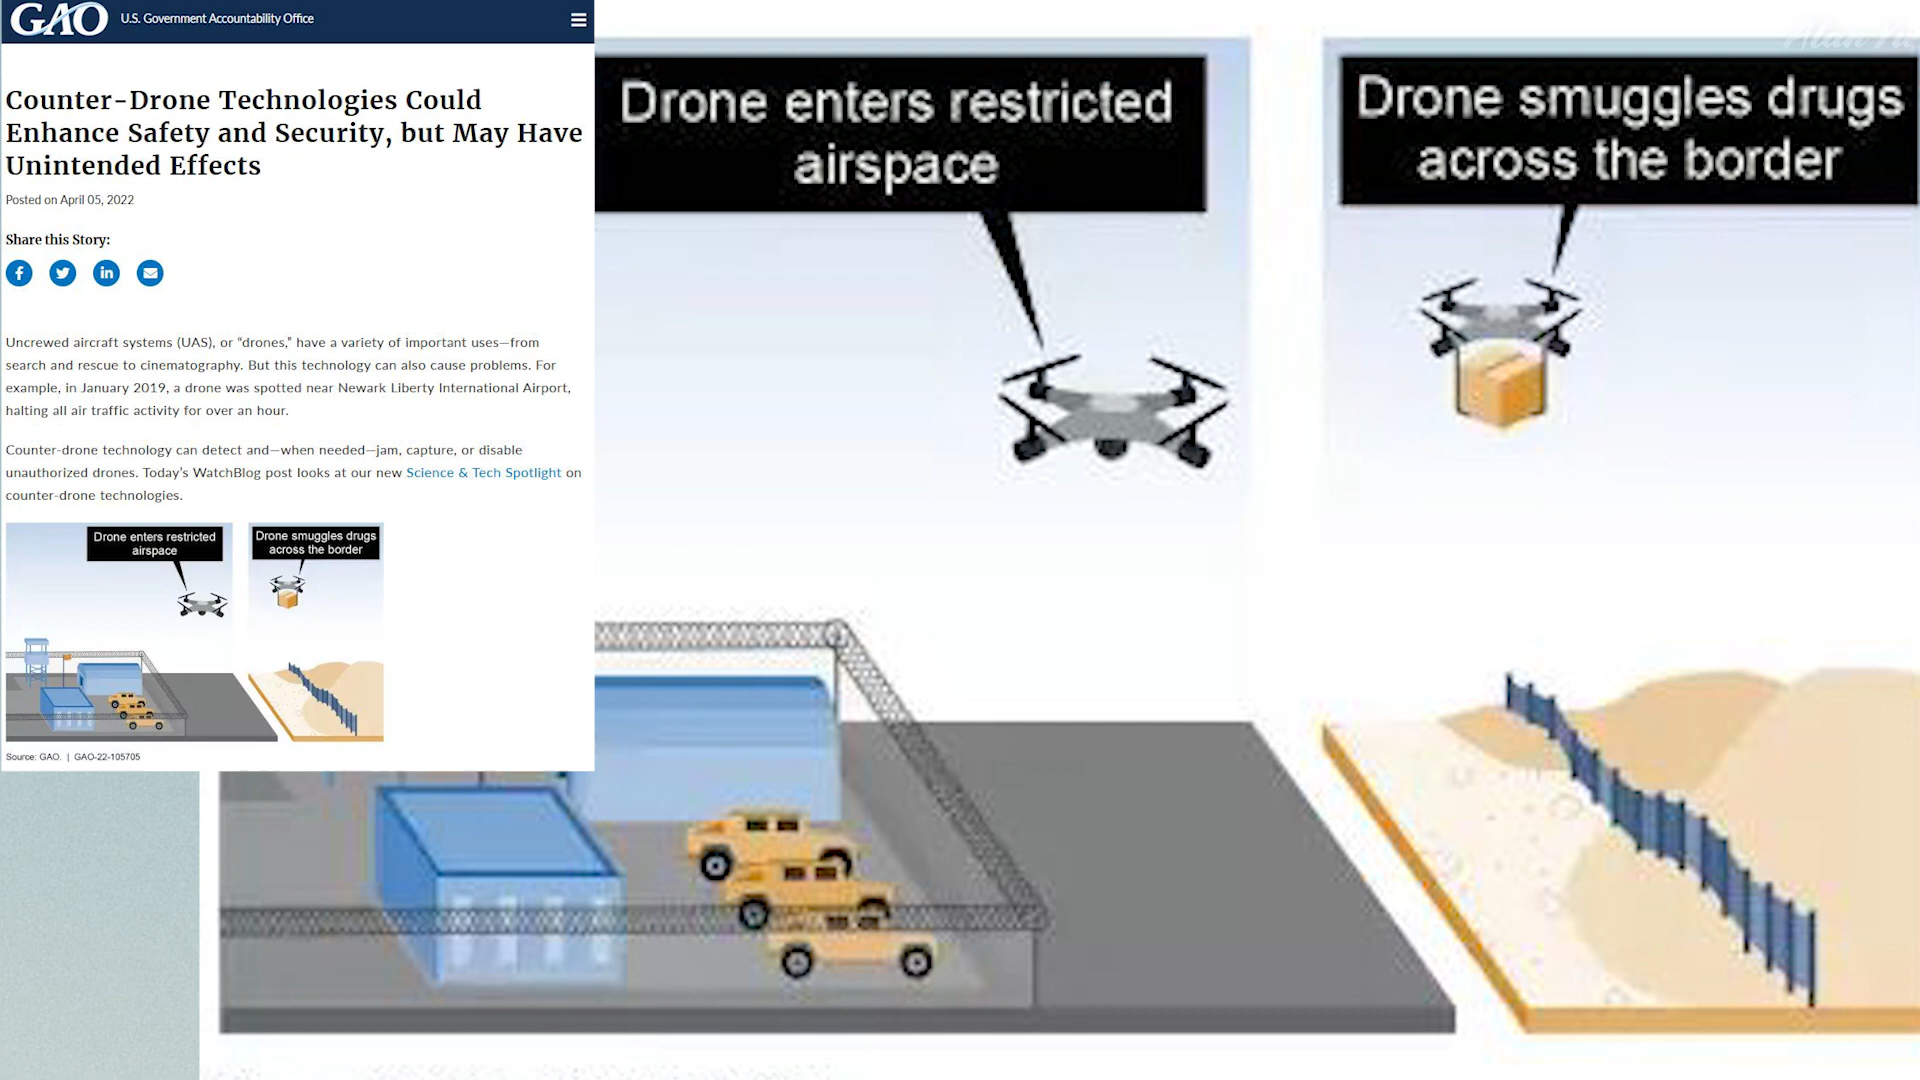 GAO U.S. Government Accountability Office
Counter-Drone Technologies Could
Enhance Safety and Security, but May Have
Unintended Effects
Posted on April 05, 2022
Share this Story:
Uncrewed aircraft systems (UAS), or “drones,” have a variety of important uses—from
search and rescue to cinematography. But this technology can also cause problems. For
example, in January 2019, a drone was spotted near Newark Liberty International Airport,
halting all air traffic activity for over an hour.
Counter-drone technology can detect and—when needed—jam, capture, or disable
unauthorized drones. Today’s WatchBlog post looks at our new Science & Tech Spotlight on
counter-drone technologies.
Drone enters restricted
airspace
Drone smuggles drugs
across the border
Source: GAO. | GAO-22-105705
Drone enters restricted
airspace
Drone smuggles drugs
across the border